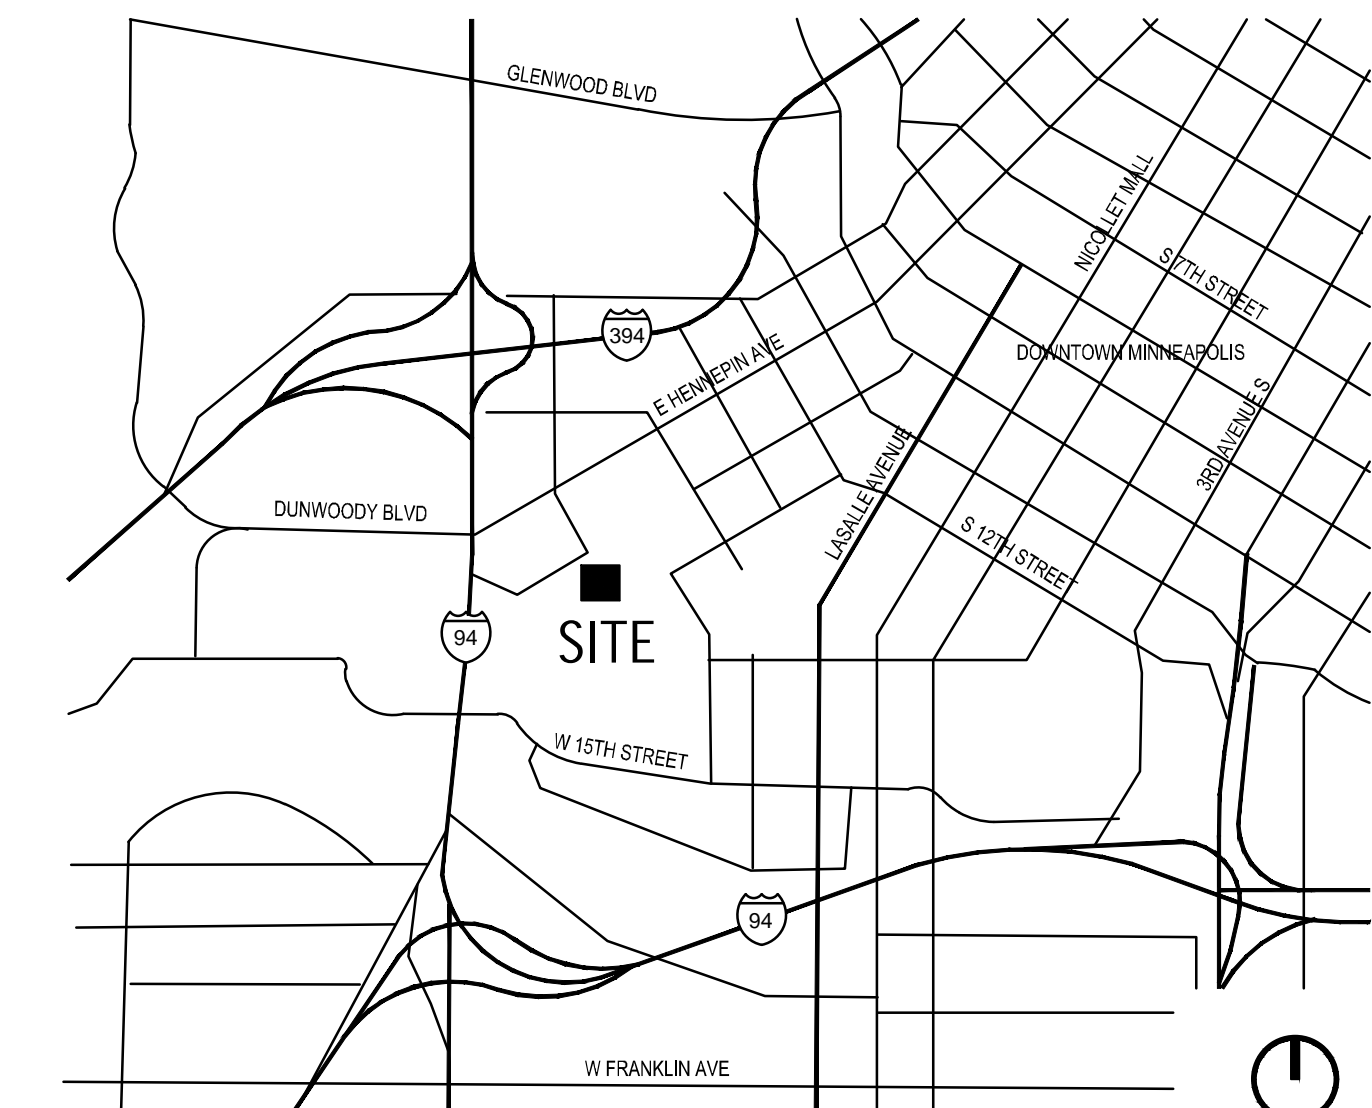 GLENWOOD BLVD
NICOLLET MALL
S 7TH STREET
394
E HENNEPIN AVE
DOWNTOWN MINNEAPOLIS
3RD AVENUE S
LASALLE AVENUE
DUNWOODY BLVD
S 12TH STREET
94
SITE
W 15TH STREET
94
W FRANKLIN AVE